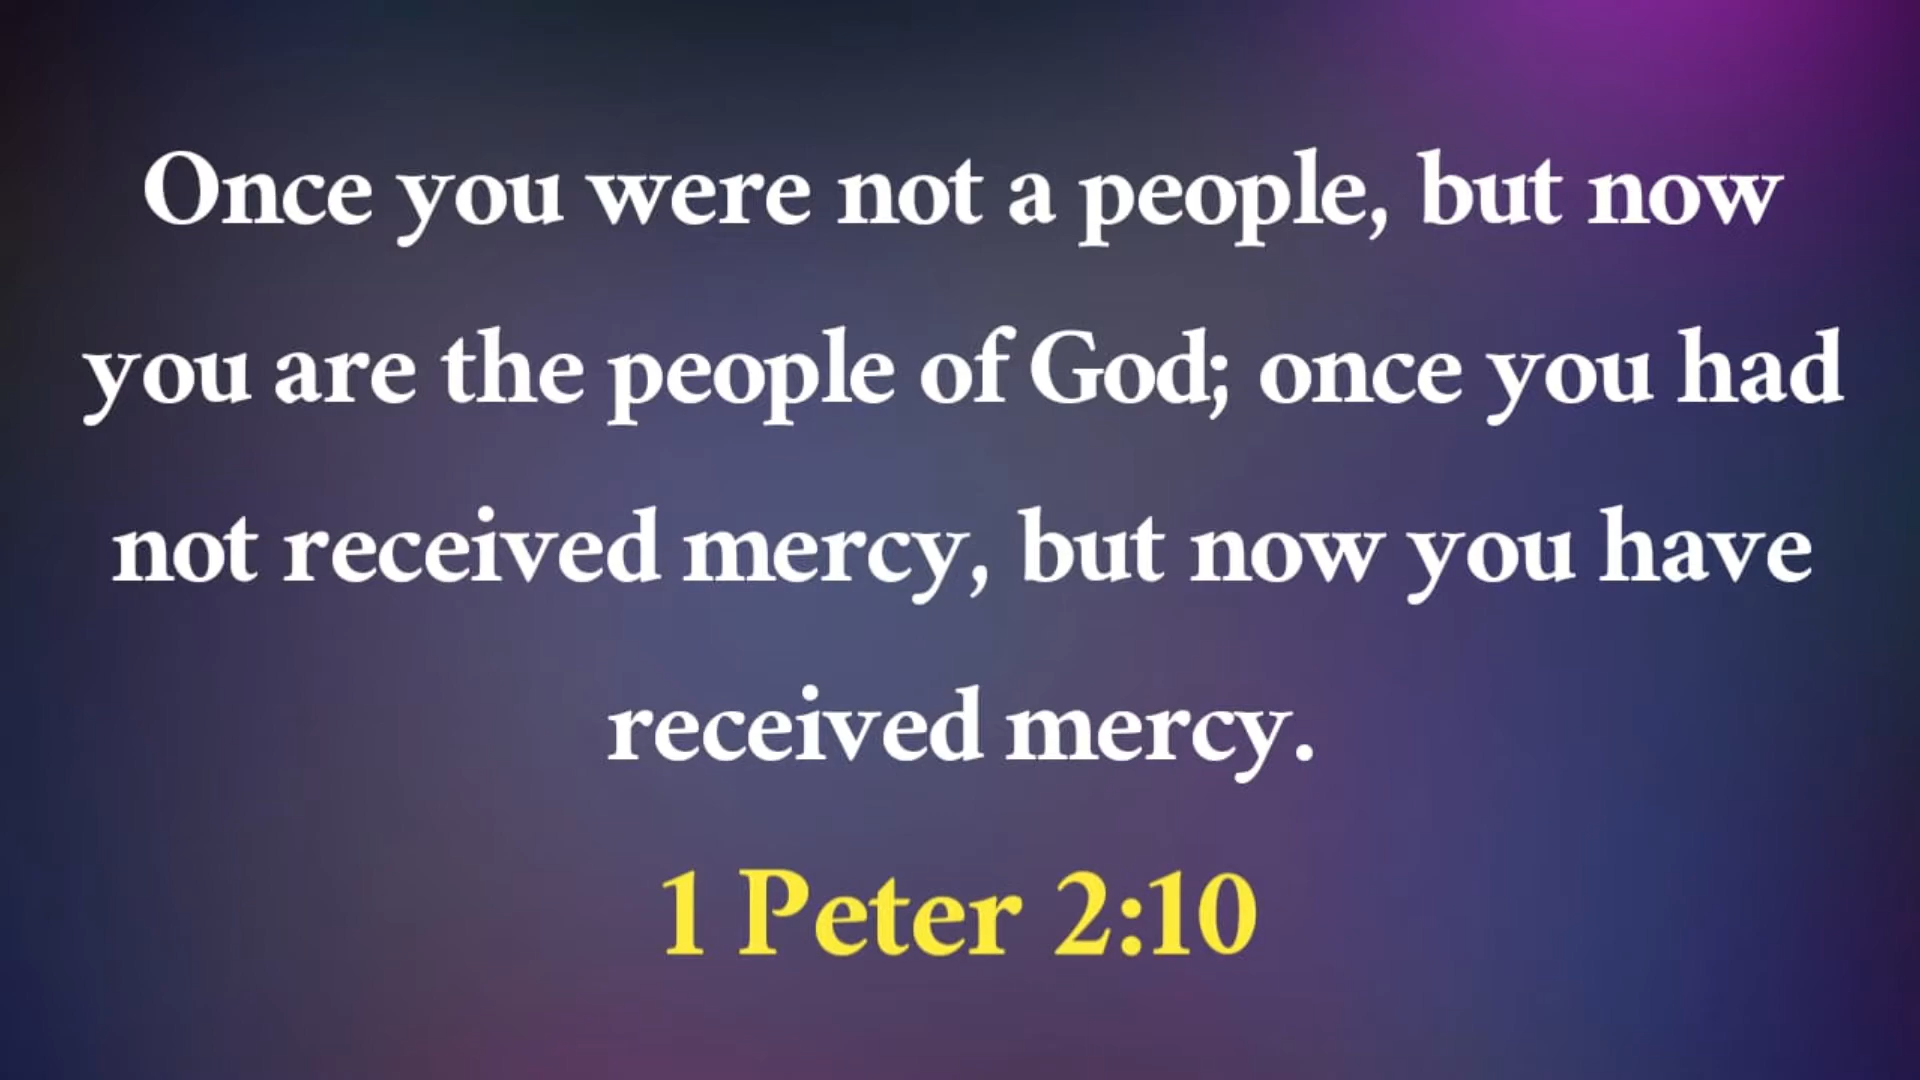 Once you were not a people, but now
you are the people of God; once you had
not received mercy, but now you have
received mercy.
1 Peter 2:10